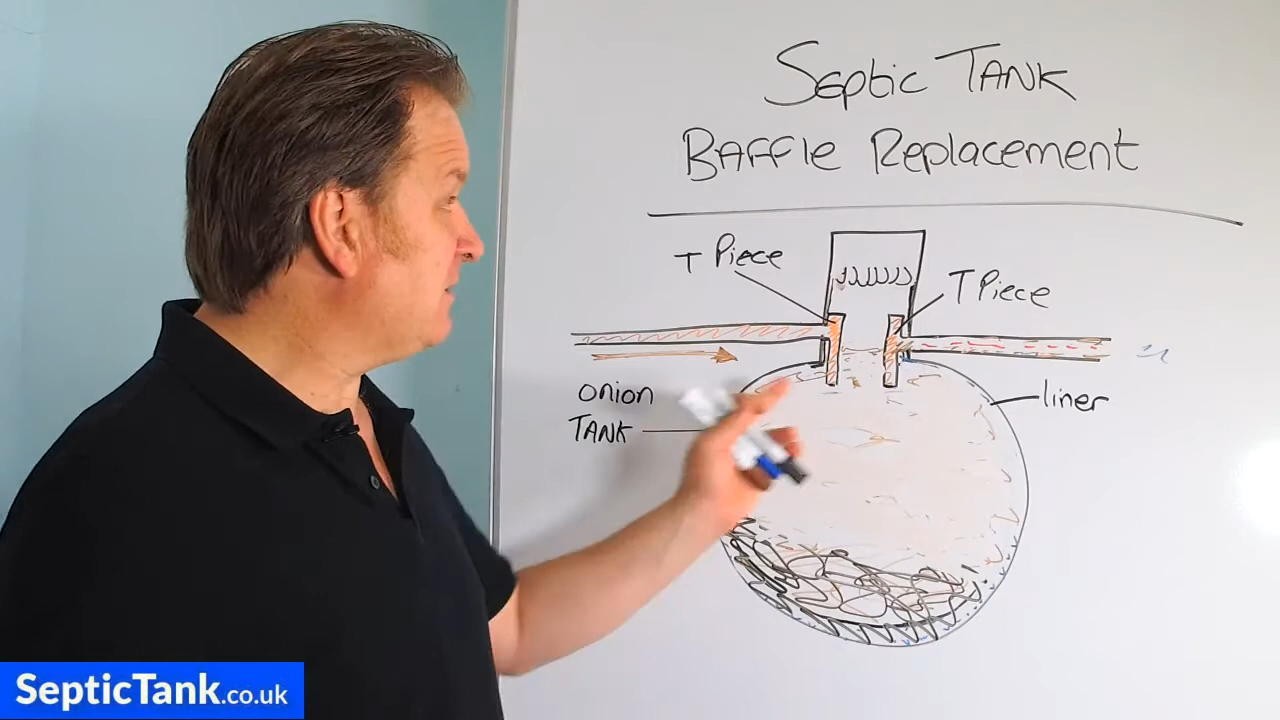 Septic TANK
BAffle Replacement
T Piece
T Piece
onion
TANK
liner
SepticTank.co.uk